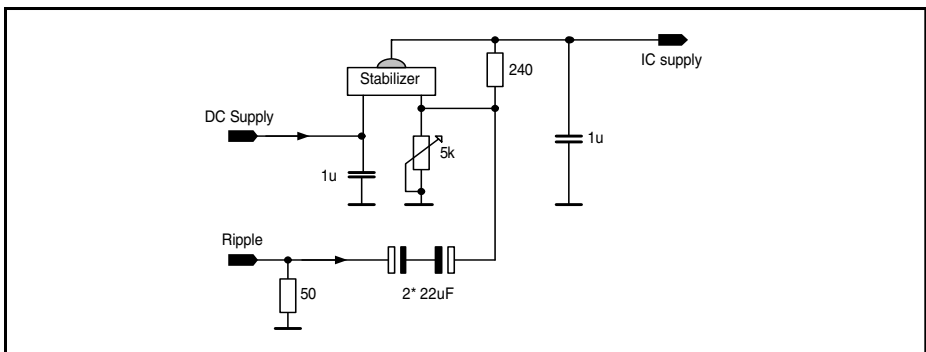 IC supply
240
Stabilizer
DC Supply
5k
1u
1u
Ripple
50
2* 22uF